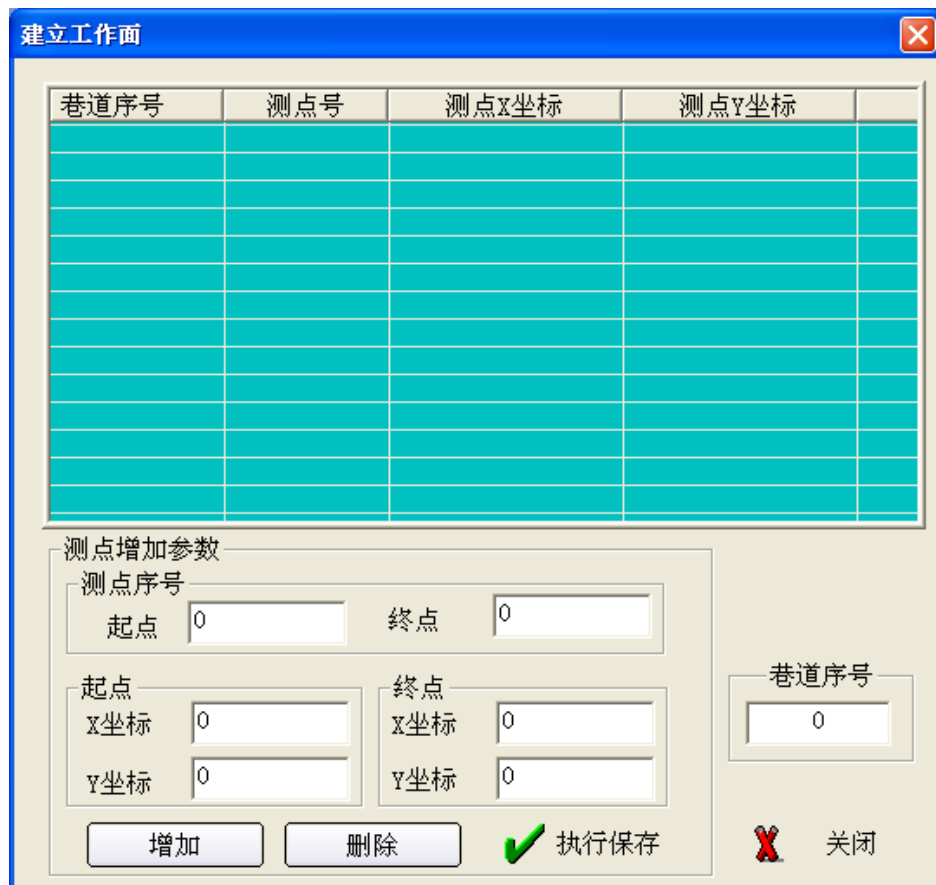 建立工作面
巷道序号 测点号 测点X坐标 测点Y坐标
测点增加参数
测点序号
起点 0 终点 0
起点 终点 巷道序号
X坐标 0 X坐标 0 0
Y坐标 0 Y坐标 0
增加 删除 执行保存 关闭